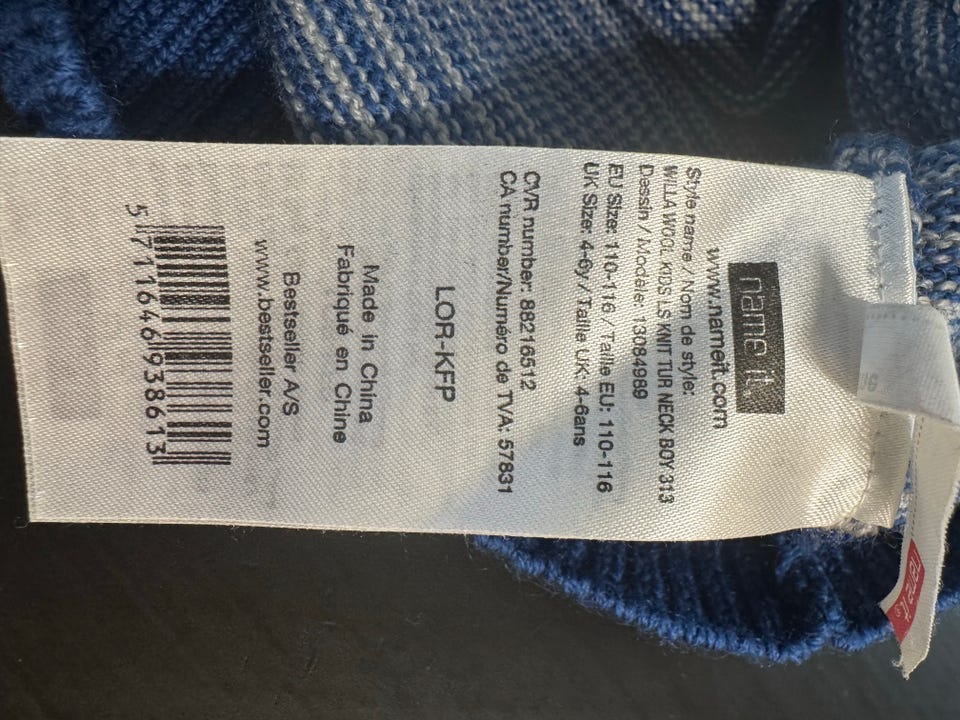 name it
www.nameit.com
Style name / Nom de style:
WILLA WOOL KIDS LS KNIT TUR NECK BOY 313
Dessin / Modèle: 13084989
EU Size: 110-116 / Taille EU: 110-116
UK Size: 4-6y / Taille UK: 4-6ans
CVR number: 88216512
CA number/Numéro de TVA: 57831
LOR-KFP
Made in China
Fabriqué en Chine
Bestseller A/S
www.bestseller.com
5 711646 938613
name it